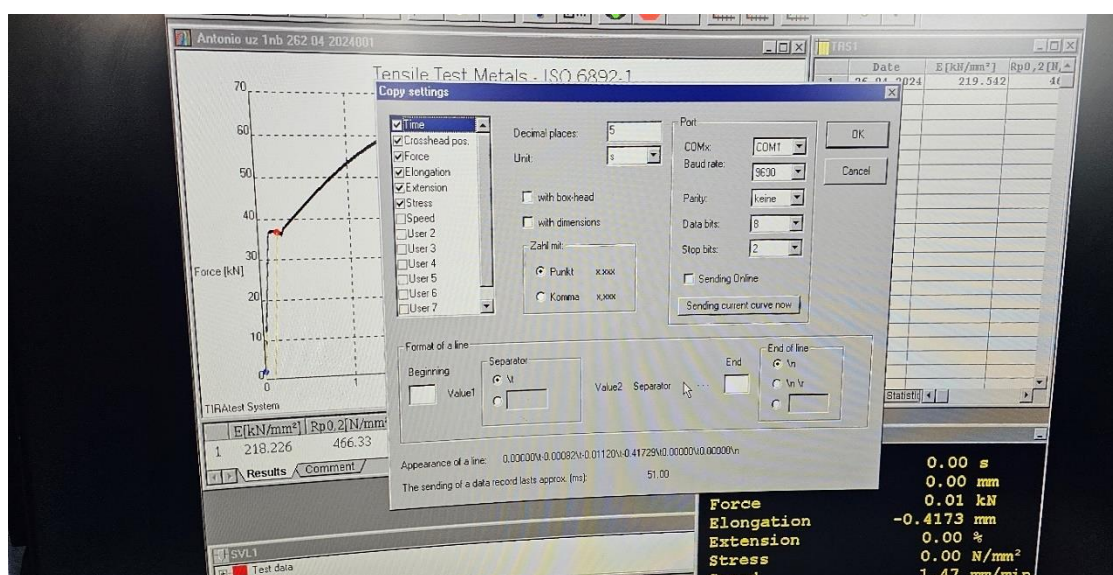 Antonio uz 1nb 262 04 2024001
TRS1
Tensile Test Metals - ISO 6892-1
Date E[kN/mm²] Rp0,2[N,
1 26.04.2024 219.542
70
60
50
40
30
20
10
0
Force [kN]
0 1
TIRAtest System
E[kN/mm²] Rp0,2[N/mm²
1 218.226 466.33
Results Comment
SVL1
Test data
Copy settings
Time
Crosshead pos.
Force
Elongation
Extension
Stress
Speed
User 2
User 3
User 4
User 5
User 6
User 7
Decimal places: 5
Unit: s
with box-head
with dimensions
Zahl mit:
Punkt x.xxx
Komma x,xxx
Port
COMx: COM1
Baud rate: 9600
Parity: keine
Data bits: 8
Stop bits: 2
Sending Online
Sending current curve now
OK
Cancel
Format of a line
Beginning
Value1
Separator
\t
Value2 Separator ...
End
End of line
\n
\n \r
Appearance of a line: 0.00000\t-0.00082\t-0.01120\t-0.41729\t0.00000\t0.00000\n
The sending of a data record lasts approx. (ms): 51.00
Statistic
0.00 s
0.00 mm
Force 0.01 kN
Elongation -0.4173 mm
Extension 0.00 %
Stress 0.00 N/mm²
1.47 mm/min